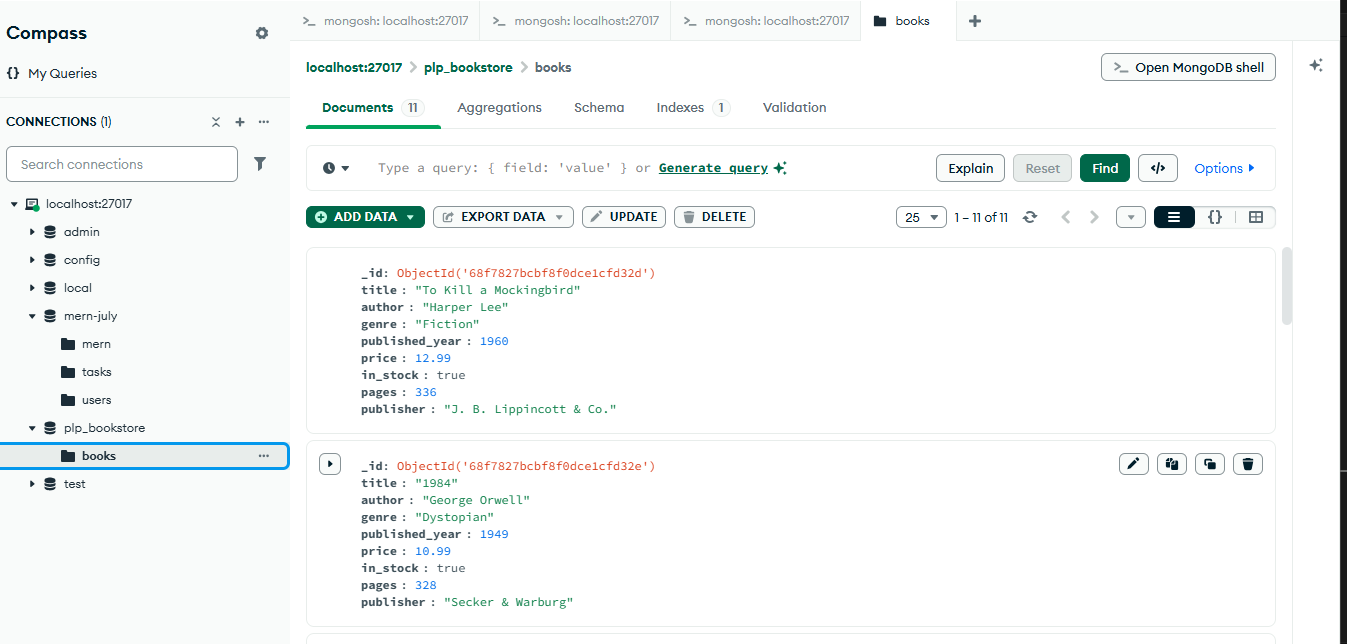 mongosh: localhost:27017
mongosh: localhost:27017
mongosh: localhost:27017
books
Compass
{} My Queries
CONNECTIONS (1)
Search connections
localhost:27017
admin
config
local
mern-july
mern
tasks
users
plp_bookstore
books
test
localhost:27017 > plp_bookstore > books
>_ Open MongoDB shell
Documents 11 Aggregations Schema Indexes 1 Validation
Type a query: { field: 'value' } or Generate query
Explain Reset Find </> Options
ADD DATA EXPORT DATA UPDATE DELETE 25 1 – 11 of 11 {}
_id: ObjectId('68f7827bcbf8f0dce1cfd32d')
title : "To Kill a Mockingbird"
author : "Harper Lee"
genre : "Fiction"
published_year : 1960
price : 12.99
in_stock : true
pages : 336
publisher : "J. B. Lippincott & Co."
_id: ObjectId('68f7827bcbf8f0dce1cfd32e')
title : "1984"
author : "George Orwell"
genre : "Dystopian"
published_year : 1949
price : 10.99
in_stock : true
pages : 328
publisher : "Secker & Warburg"